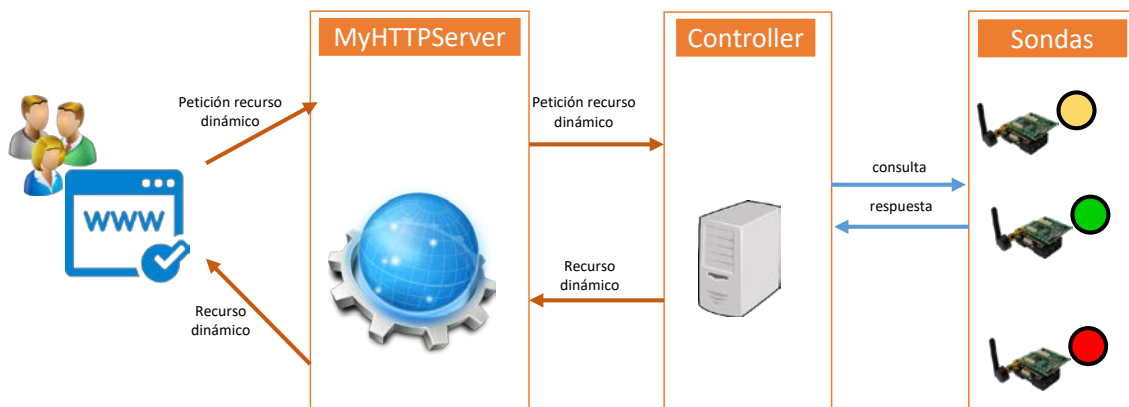 MyHTTPServer
Controller
Sondas
Petición recurso
dinámico
Petición recurso
dinámico
consulta
respuesta
WWW
Recurso
dinámico
Recurso
dinámico